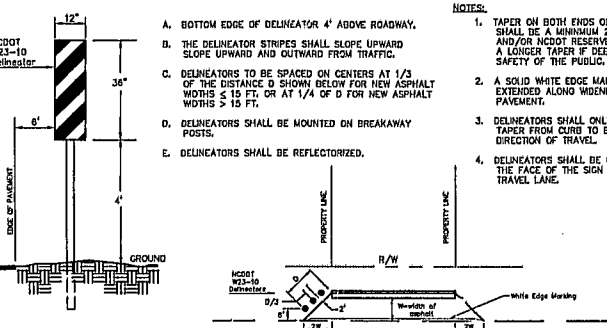 12"
NCDOT
W23-10
Delineator
36"
6'
4'
EDGE OF PAVEMENT
GROUND
A. BOTTOM EDGE OF DELINEATOR 4' ABOVE ROADWAY.
B. THE DELINEATOR STRIPES SHALL SLOPE UPWARD
SLOPE UPWARD AND OUTWARD FROM TRAFFIC.
C. DELINEATORS TO BE SPACED ON CENTERS AT 1/3
OF THE DISTANCE D SHOWN BELOW FOR NEW ASPHALT
WIDTHS ≤ 15 FT. OR AT 1/4 OF D FOR NEW ASPHALT
WIDTHS > 15 FT.
D. DELINEATORS SHALL BE MOUNTED ON BREAKAWAY
POSTS.
E. DELINEATORS SHALL BE REFLECTORIZED.
NOTES:
1. TAPER ON BOTH ENDS O
SHALL BE A MINIMUM 2
AND/OR NCDOT RESERV
A LONGER TAPER IF DEE
SAFETY OF THE PUBLIC.
2. A SOLID WHITE EDGE MA
EXTENDED ALONG WIDEN
PAVEMENT.
3. DELINEATORS SHALL ONL
TAPER FROM CURB TO E
DIRECTION OF TRAVEL.
4. DELINEATORS SHALL BE
THE FACE OF THE SIGN
TRAVEL LANE.
PROPERTY LINE
PROPERTY LINE
R/W
NCDOT
W23-10
Delineators
D
D/3
6'
2'
W=width of
asphalt
White Edge Marking
2W
2W